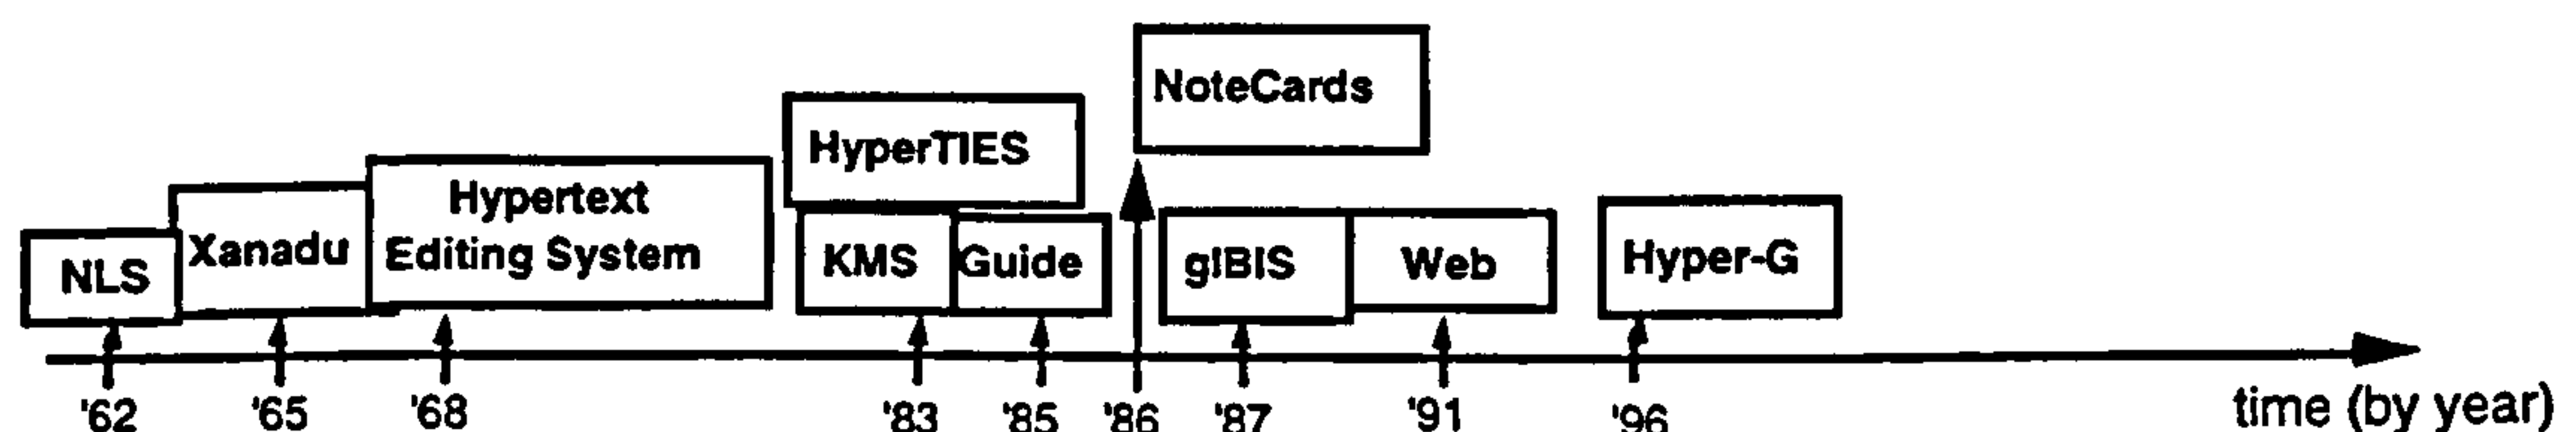 NoteCards
HyperTIES
Hypertext
Editing System
NLS
Xanadu
KMS
Guide
gIBIS
Web
Hyper-G
'62
'65
'68
'83
'85
'86
'87
'91
'96
time (by year)